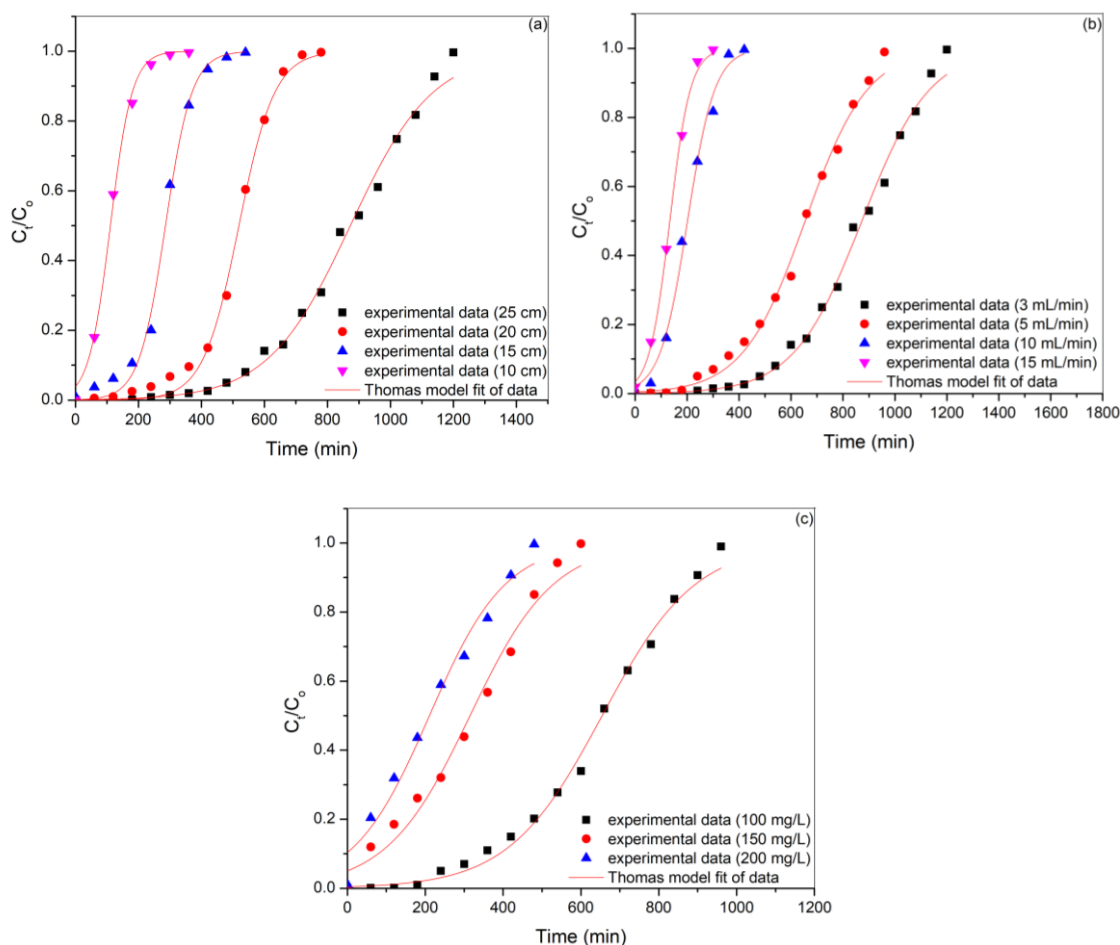 (a)
1.0
0.8
0.6
0.4
0.2
0.0
C_t/C_o
experimental data (25 cm)
experimental data (20 cm)
experimental data (15 cm)
experimental data (10 cm)
Thomas model fit of data
0 200 400 600 800 1000 1200 1400
Time (min)
(b)
1.0
0.8
0.6
0.4
0.2
0.0
C_t/C_o
experimental data (3 mL/min)
experimental data (5 mL/min)
experimental data (10 mL/min)
experimental data (15 mL/min)
Thomas model fit of data
0 200 400 600 800 1000 1200 1400 1600 1800
Time (min)
(c)
1.0
0.8
0.6
0.4
0.2
0.0
C_t/C_o
experimental data (100 mg/L)
experimental data (150 mg/L)
experimental data (200 mg/L)
Thomas model fit of data
0 200 400 600 800 1000 1200
Time (min)